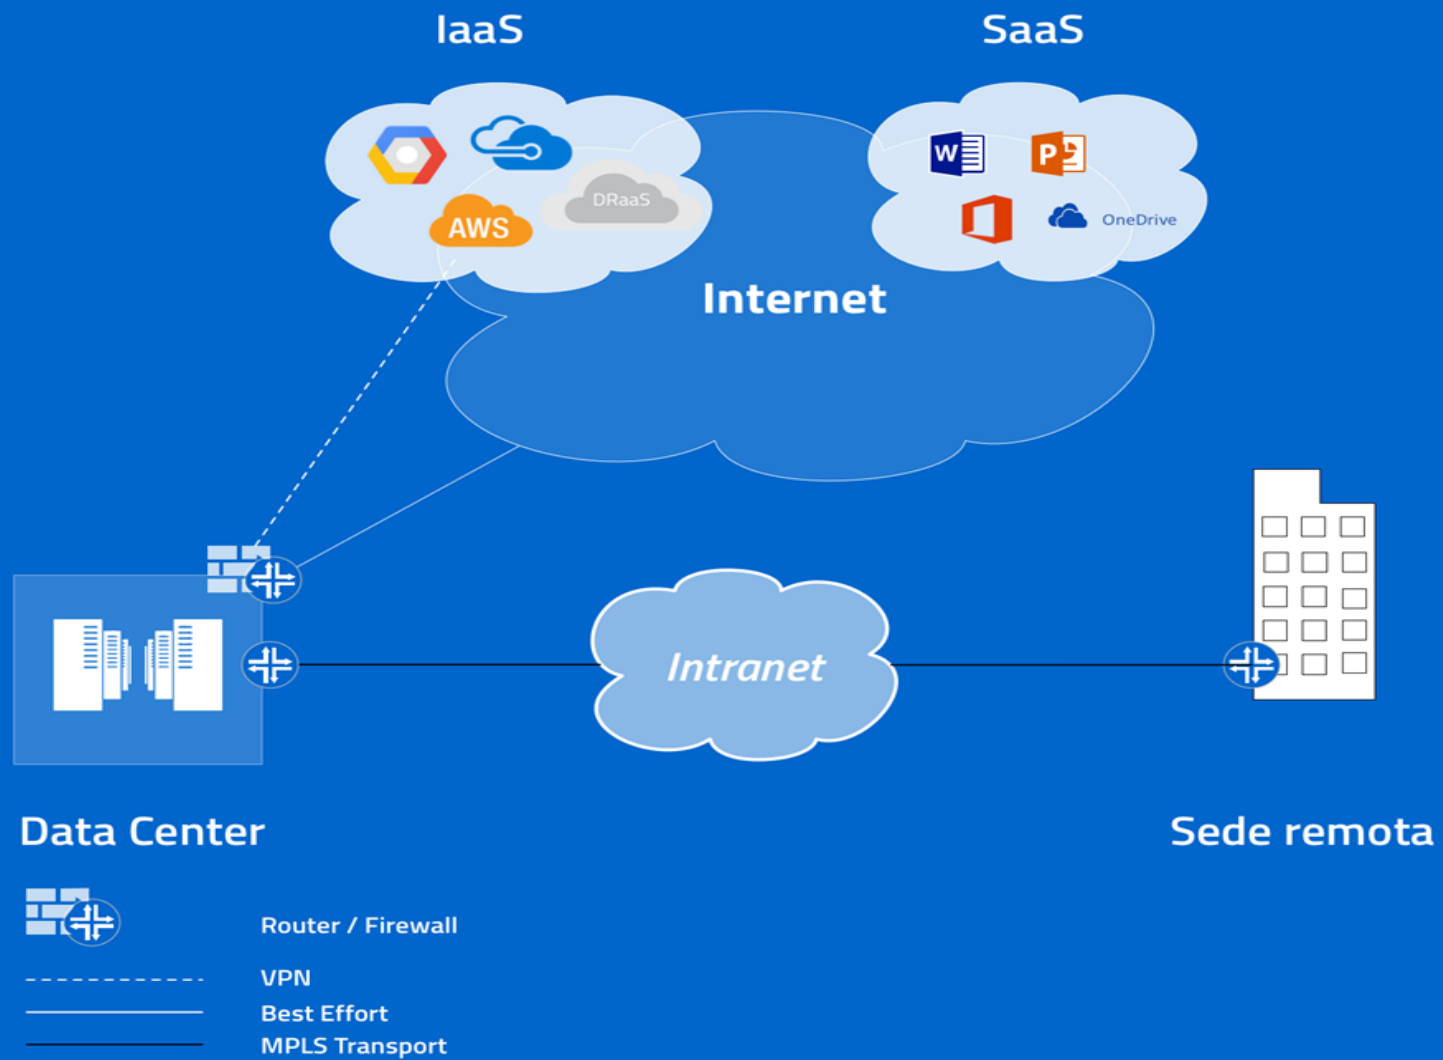 IaaS
SaaS
W
P
DRaaS
AWS
OneDrive
Internet
Intranet
Data Center
Sede remota
Router / Firewall
VPN
Best Effort
MPLS Transport